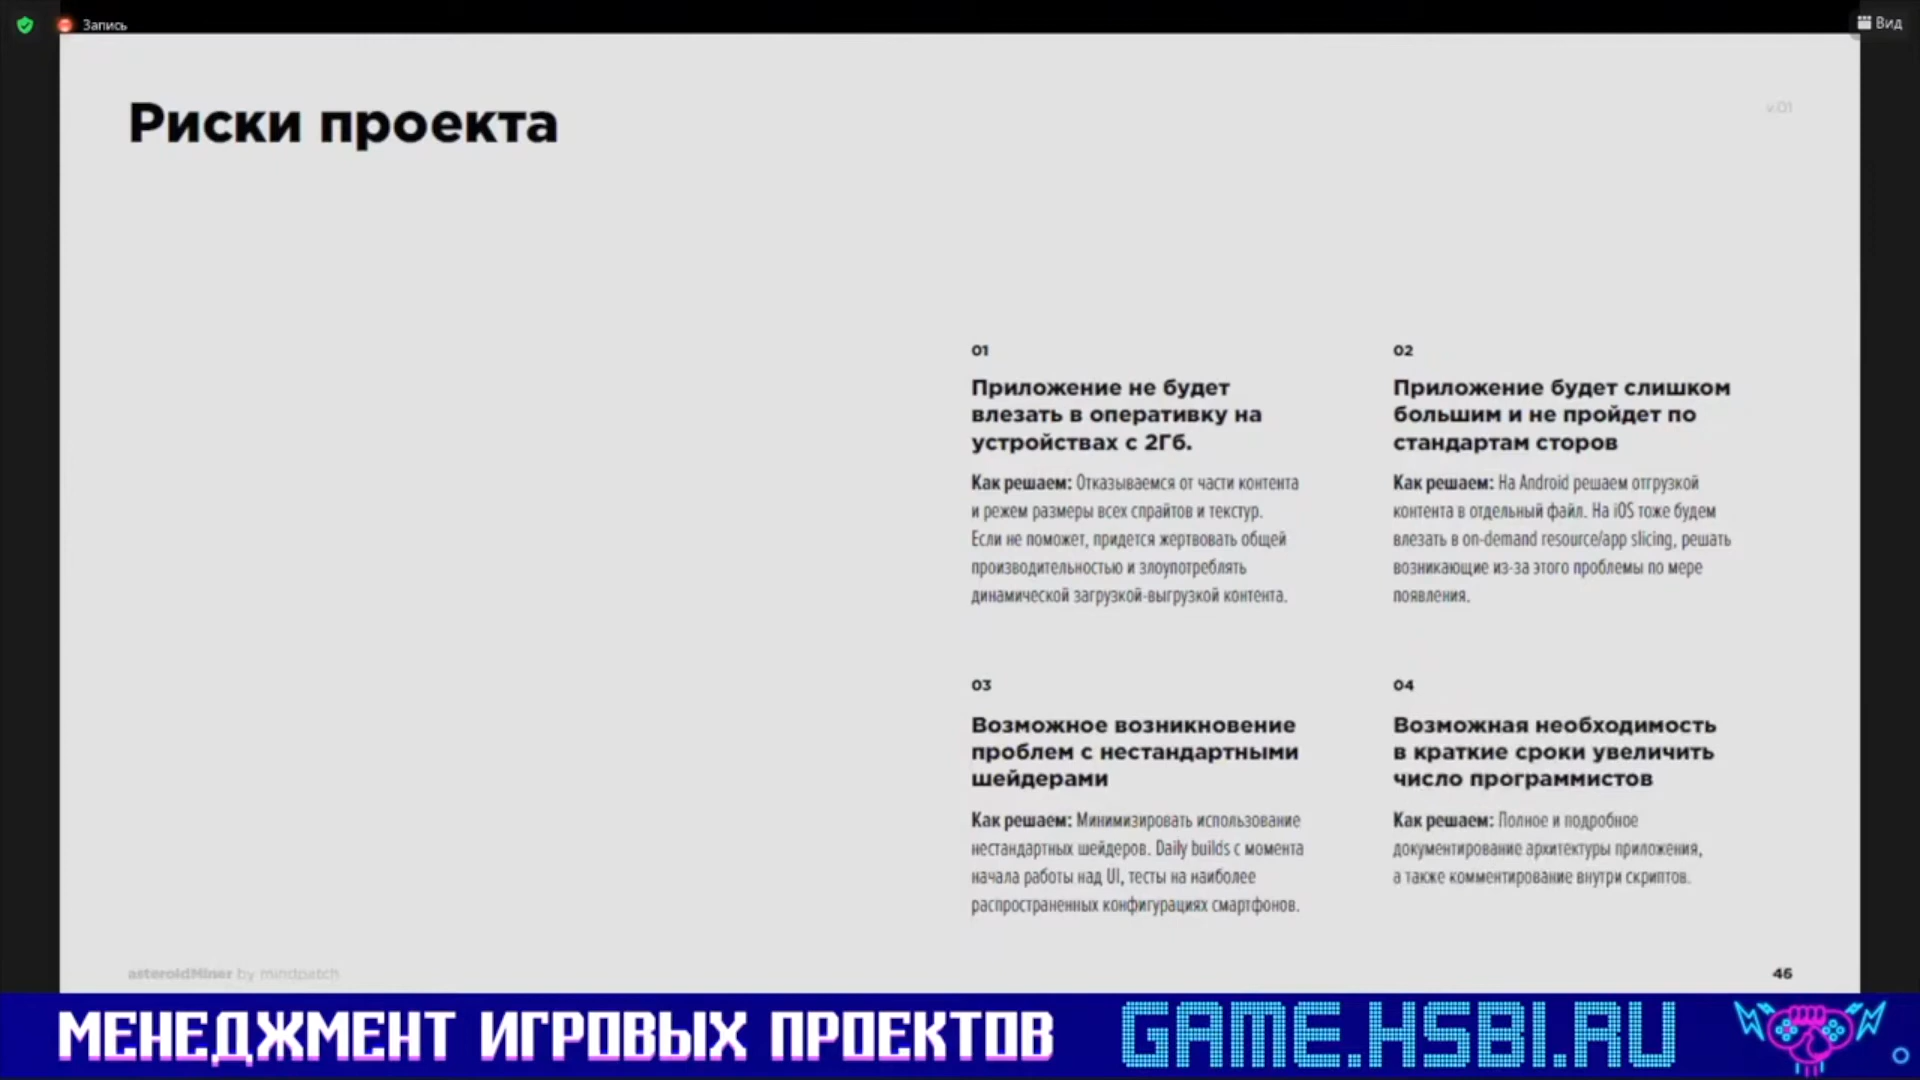 Запись
Вид
Риски проекта
v.01
01
Приложение не будет
влезать в оперативку на
устройствах с 2Гб.
Как решаем: Отказываемся от части контента
и режем размеры всех спрайтов и текстур.
Если не поможет, придется жертвовать общей
производительностью и злоупотреблять
динамической загрузкой-выгрузкой контента.
02
Приложение будет слишком
большим и не пройдет по
стандартам сторов
Как решаем: На Android решаем отгрузкой
контента в отдельный файл. На iOS тоже будем
влезать в on-demand resource/app slicing, решать
возникающие из-за этого проблемы по мере
появления.
03
Возможное возникновение
проблем с нестандартными
шейдерами
Как решаем: Минимизировать использование
нестандартных шейдеров. Daily builds с момента
начала работы над UI, тесты на наиболее
распространенных конфигурациях смартфонов.
04
Возможная необходимость
в краткие сроки увеличить
число программистов
Как решаем: Полное и подробное
документирование архитектуры приложения,
а также комментирование внутри скриптов.
asteroidMiner by mindpatch
46
МЕНЕДЖМЕНТ ИГРОВЫХ ПРОЕКТОВ
GAME.HSBI.RU